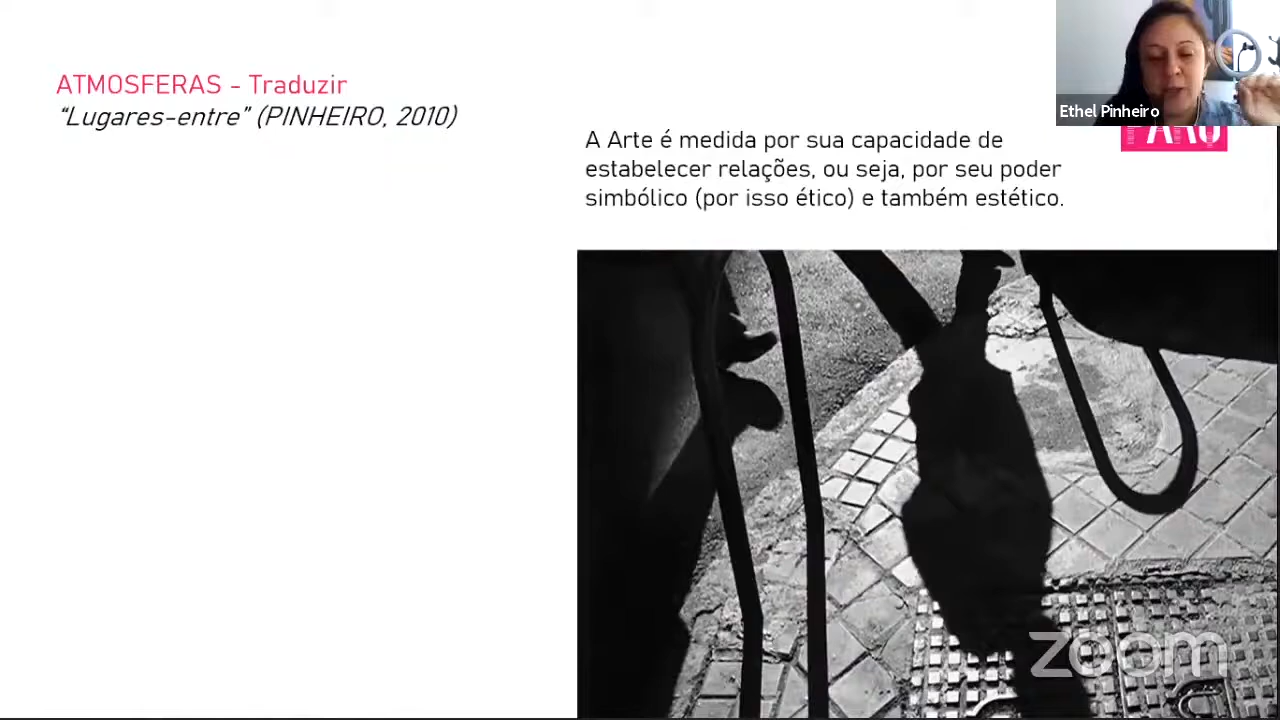 ATMOSFERAS - Traduzir
“Lugares-entre” (PINHEIRO, 2010)
A Arte é medida por sua capacidade de
estabelecer relações, ou seja, por seu poder
simbólico (por isso ético) e também estético.
Ethel Pinheiro
zoom